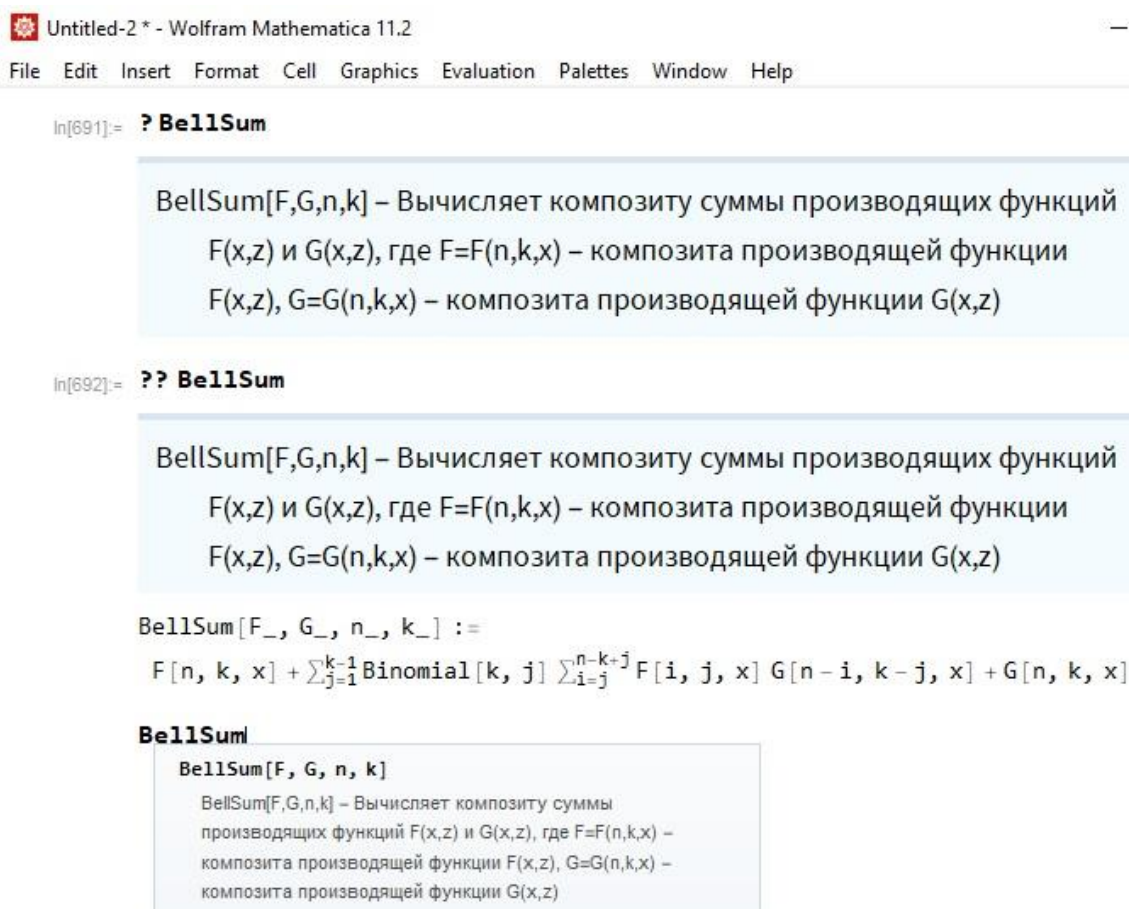 Untitled-2 * - Wolfram Mathematica 11.2
File Edit Insert Format Cell Graphics Evaluation Palettes Window Help
In[691]:= ? BellSum
BellSum[F,G,n,k] – Вычисляет композиту суммы производящих функций
F(x,z) и G(x,z), где F=F(n,k,x) – композита производящей функции
F(x,z), G=G(n,k,x) – композита производящей функции G(x,z)
In[692]:= ?? BellSum
BellSum[F,G,n,k] – Вычисляет композиту суммы производящих функций
F(x,z) и G(x,z), где F=F(n,k,x) – композита производящей функции
F(x,z), G=G(n,k,x) – композита производящей функции G(x,z)
BellSum[F_, G_, n_, k_] :=
F[n, k, x] + ∑_{j=1}^{k-1} Binomial[k, j] ∑_{i=j}^{n-k+j} F[i, j, x] G[n - i, k - j, x] + G[n, k, x]
BellSum
BellSum[F, G, n, k]
BellSum[F,G,n,k] – Вычисляет композиту суммы
производящих функций F(x,z) и G(x,z), где F=F(n,k,x) –
композита производящей функции F(x,z), G=G(n,k,x) –
композита производящей функции G(x,z)